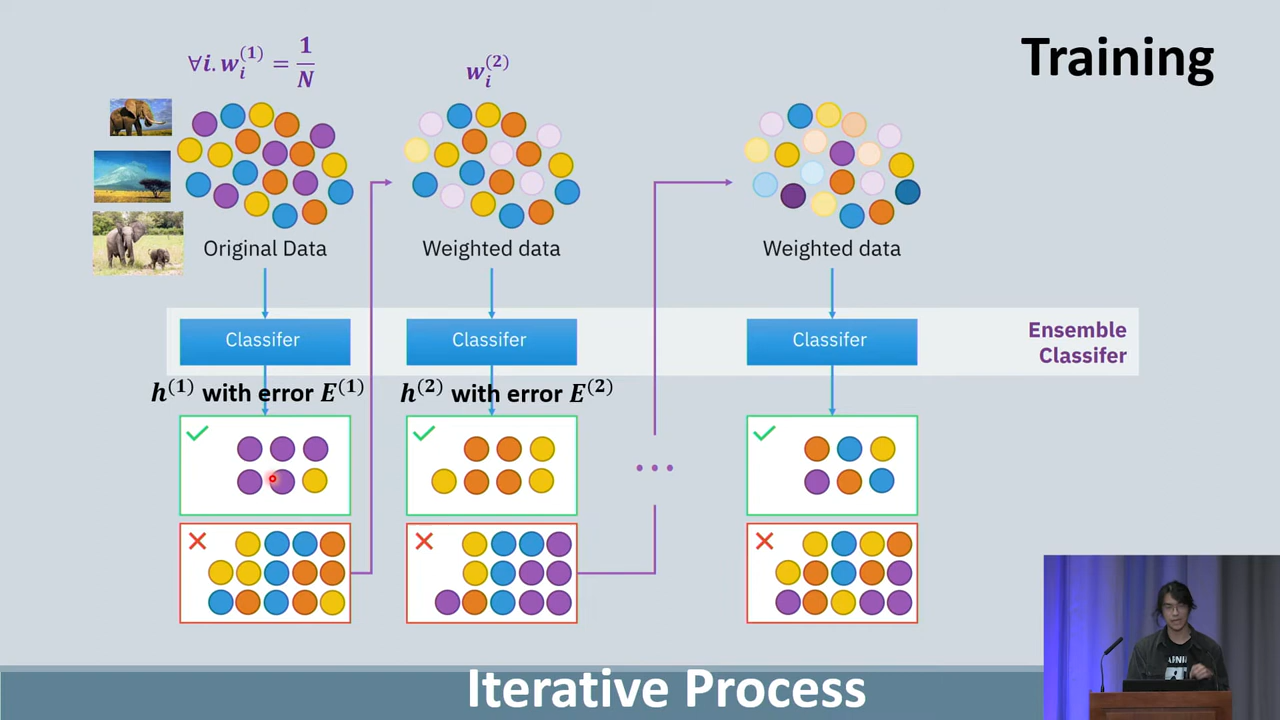 Training
∀i. w_i^(1) = 1/N
w_i^(2)
Original Data
Weighted data
Weighted data
Classifer
Classifer
Classifer
Ensemble
Classifer
h^(1) with error E^(1)
h^(2) with error E^(2)
...
Iterative Process